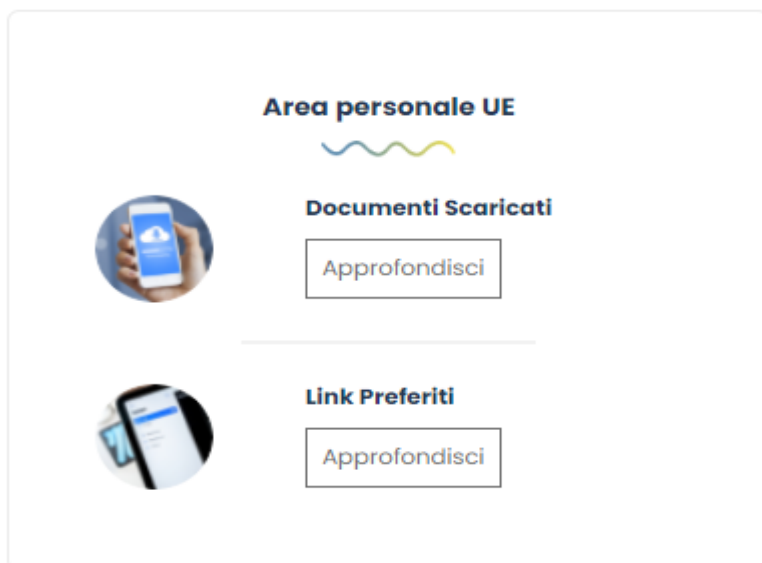 Area personale UE
Documenti Scaricati
Approfondisci
Link Preferiti
Approfondisci